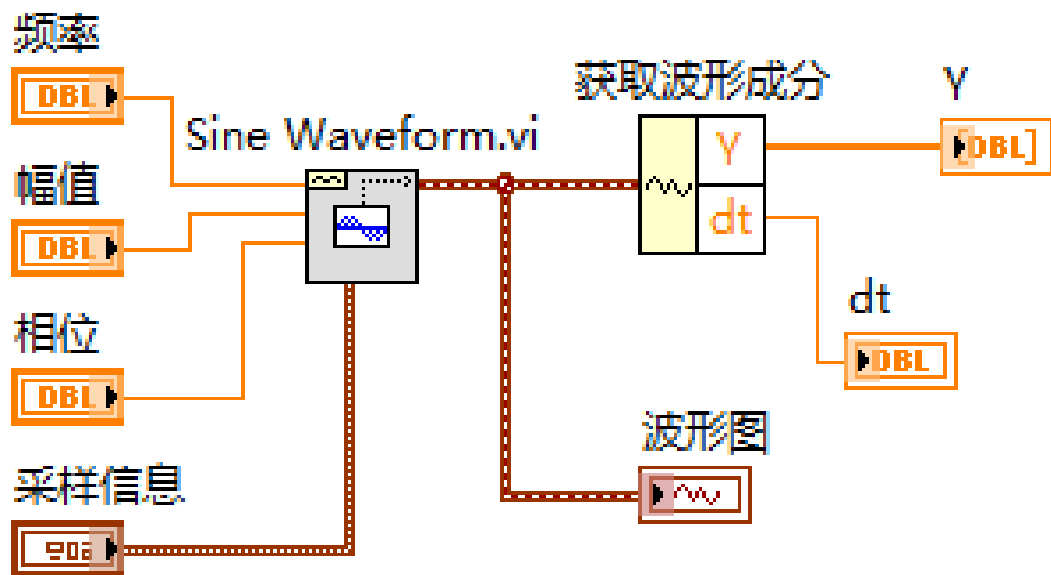 频率
DBL
Sine Waveform.vi
获取波形成分
Y
Y
[DBL]
幅值
DBL
dt
dt
DBL
相位
DBL
波形图
采样信息